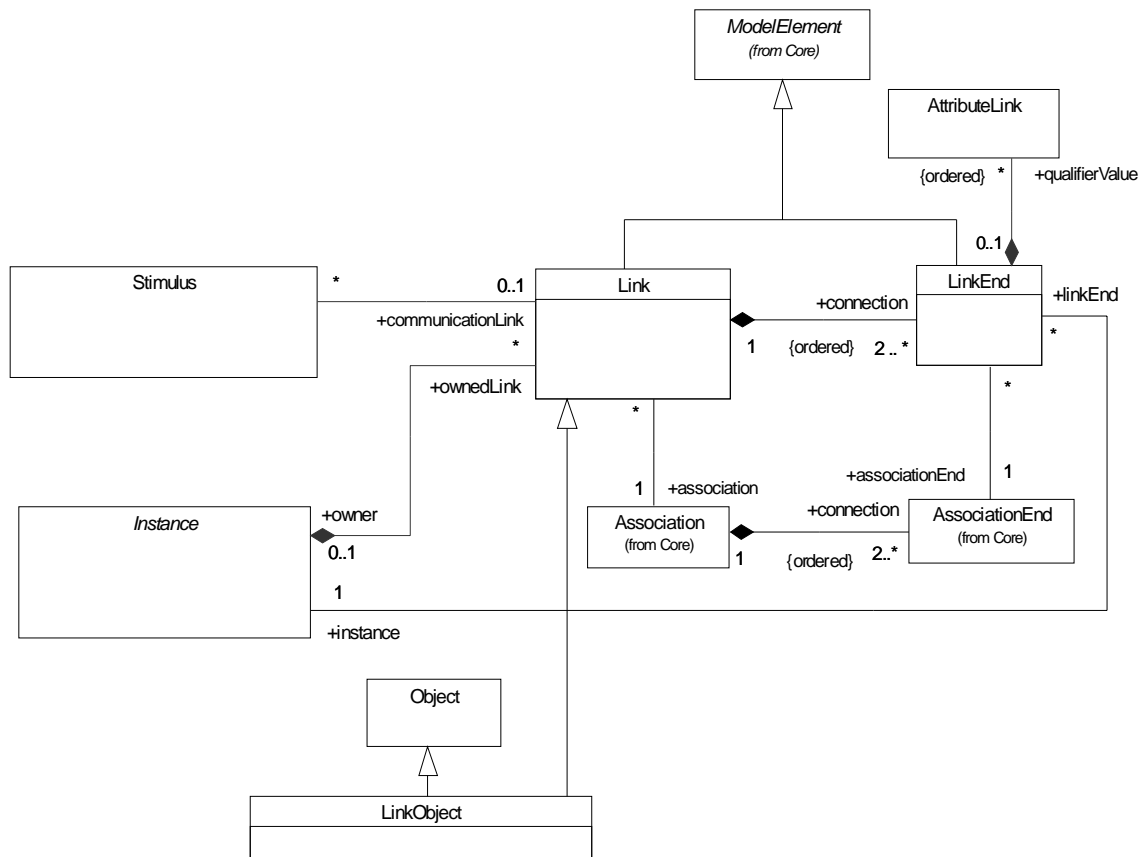 ModelElement
(from Core)
AttributeLink
{ordered} * +qualifierValue
0..1
Stimulus
*
0..1
+communicationLink
Link
LinkEnd
+linkEnd
*
+connection
1 {ordered} 2 .. *
*
+ownedLink
*
*
1 +association
+associationEnd 1
Instance
+owner
0..1
Association
(from Core)
+connection
1 {ordered} 2..*
AssociationEnd
(from Core)
1
+instance
Object
LinkObject